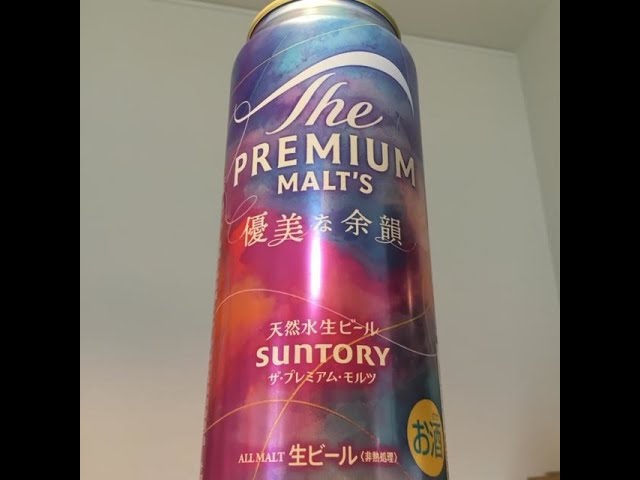 The
PREMIUM
MALT'S
優美な余韻
天然水生ビール
SUNTORY
ザ・プレミアム・モルツ
お酒
ALL MALT 生ビール〈非熱処理〉